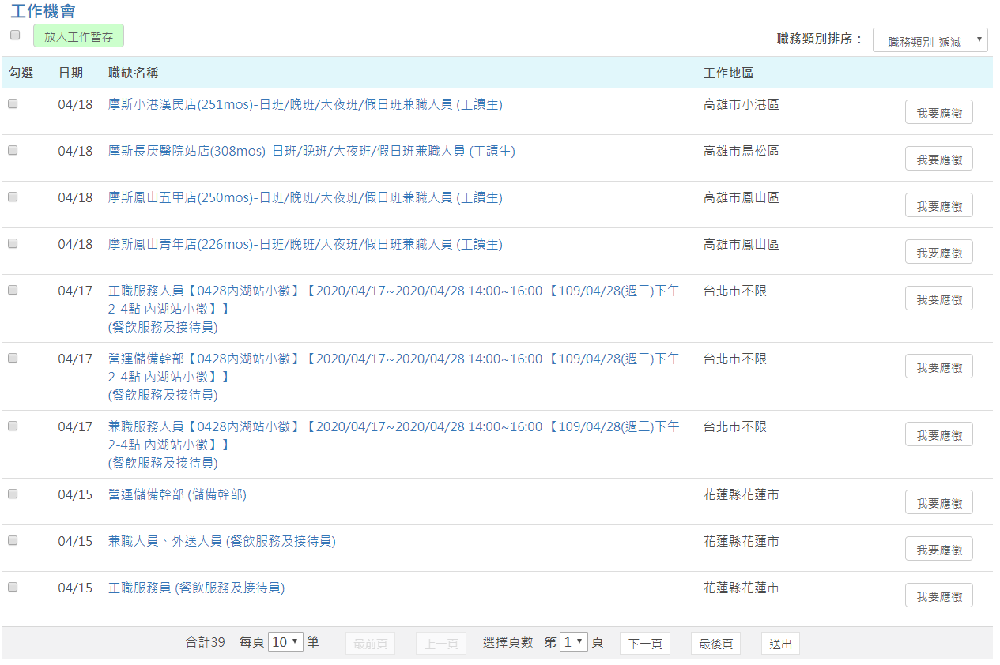 工作機會
放入工作暫存
職務類別排序： 職務類別-遞減
勾選 日期 職缺名稱 工作地區
04/18 摩斯小港漢民店(251mos)-日班/晚班/大夜班/假日班兼職人員 (工讀生) 高雄市小港區 我要應徵
04/18 摩斯長庚醫院站店(308mos)-日班/晚班/大夜班/假日班兼職人員 (工讀生) 高雄市鳥松區 我要應徵
04/18 摩斯鳳山五甲店(250mos)-日班/晚班/大夜班/假日班兼職人員 (工讀生) 高雄市鳳山區 我要應徵
04/18 摩斯鳳山青年店(226mos)-日班/晚班/大夜班/假日班兼職人員 (工讀生) 高雄市鳳山區 我要應徵
04/17 正職服務人員【0428內湖站小徵】【2020/04/17~2020/04/28 14:00~16:00 【109/04/28(週二)下午 台北市不限 我要應徵
2-4點 內湖站小徵】】
(餐飲服務及接待員)
04/17 營運儲備幹部【0428內湖站小徵】【2020/04/17~2020/04/28 14:00~16:00 【109/04/28(週二)下午 台北市不限 我要應徵
2-4點 內湖站小徵】】
(餐飲服務及接待員)
04/17 兼職服務人員【0428內湖站小徵】【2020/04/17~2020/04/28 14:00~16:00 【109/04/28(週二)下午 台北市不限 我要應徵
2-4點 內湖站小徵】】
(餐飲服務及接待員)
04/15 營運儲備幹部 (儲備幹部) 花蓮縣花蓮市 我要應徵
04/15 兼職人員、外送人員 (餐飲服務及接待員) 花蓮縣花蓮市 我要應徵
04/15 正職服務員 (餐飲服務及接待員) 花蓮縣花蓮市 我要應徵
合計39 每頁 10 筆 最前頁 上一頁 選擇頁數 第 1 頁 下一頁 最後頁 送出